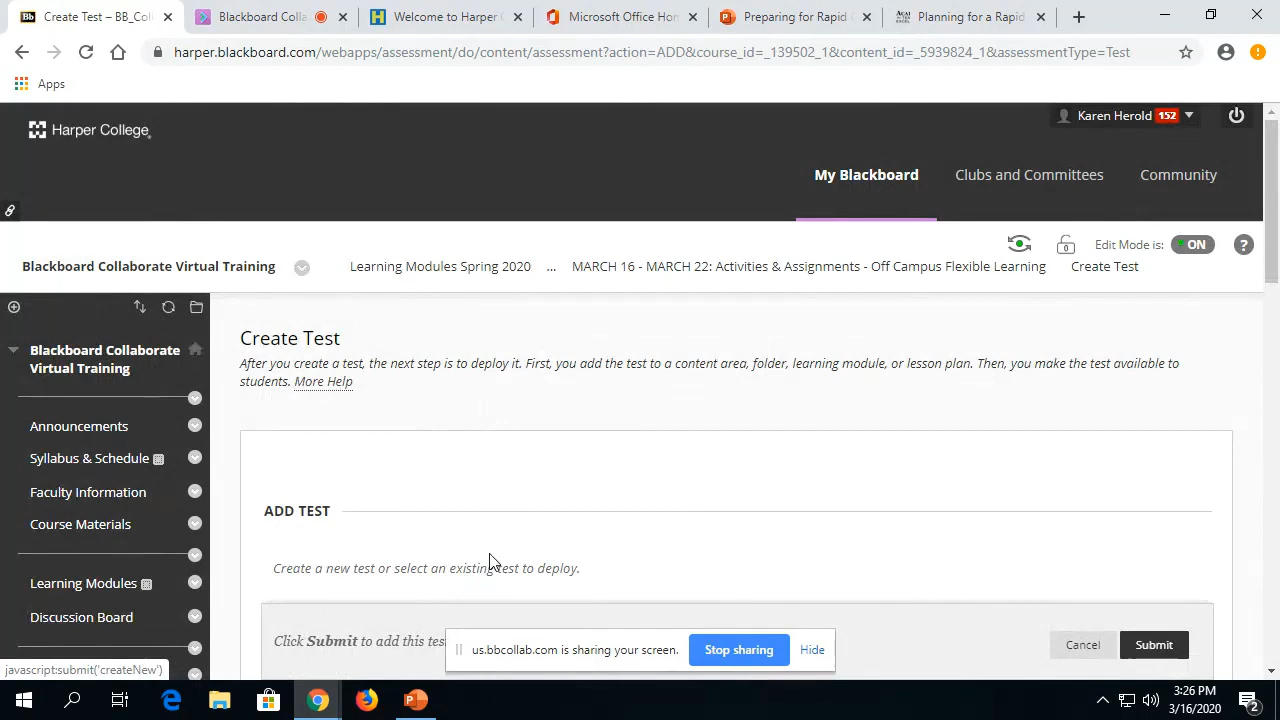 Create Test – BB_Coll
Blackboard Colla
Welcome to Harper C
Microsoft Office Hom
Preparing for Rapid C
Planning for a Rapid
harper.blackboard.com/webapps/assessment/do/content/assessment?action=ADD&course_id=_139502_1&content_id=_5939824_1&assessmentType=Test
Apps
Harper College
Karen Herold 152
My Blackboard Clubs and Committees Community
Edit Mode is: ON ?
Blackboard Collaborate Virtual Training Learning Modules Spring 2020 ... MARCH 16 - MARCH 22: Activities & Assignments - Off Campus Flexible Learning Create Test
Blackboard Collaborate
Virtual Training
Announcements
Syllabus & Schedule
Faculty Information
Course Materials
Learning Modules
Discussion Board
Create Test
After you create a test, the next step is to deploy it. First, you add the test to a content area, folder, learning module, or lesson plan. Then, you make the test available to
students. More Help
ADD TEST
Create a new test or select an existing test to deploy.
Click Submit to add this tes
Cancel Submit
us.bbcollab.com is sharing your screen. Stop sharing Hide
javascript:submit('createNew')
3:26 PM
3/16/2020
2